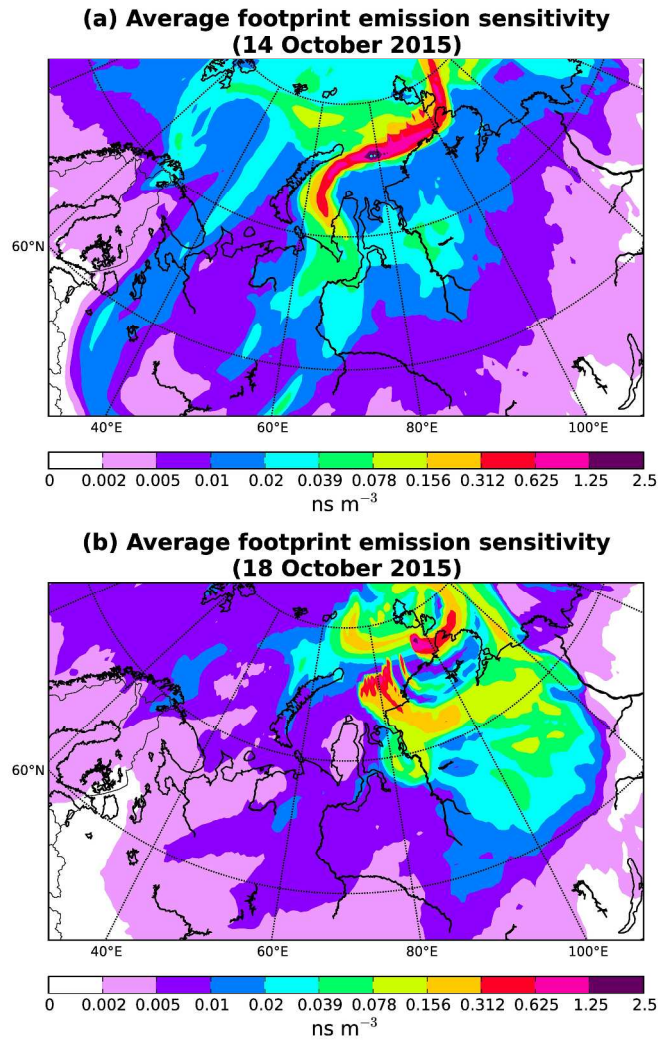 (a) Average footprint emission sensitivity
(14 October 2015)
60°N
40°E 60°E 80°E 100°E
0 0.002 0.005 0.01 0.02 0.039 0.078 0.156 0.312 0.625 1.25 2.5
ns m⁻³
(b) Average footprint emission sensitivity
(18 October 2015)
60°N
40°E 60°E 80°E 100°E
0 0.002 0.005 0.01 0.02 0.039 0.078 0.156 0.312 0.625 1.25 2.5
ns m⁻³